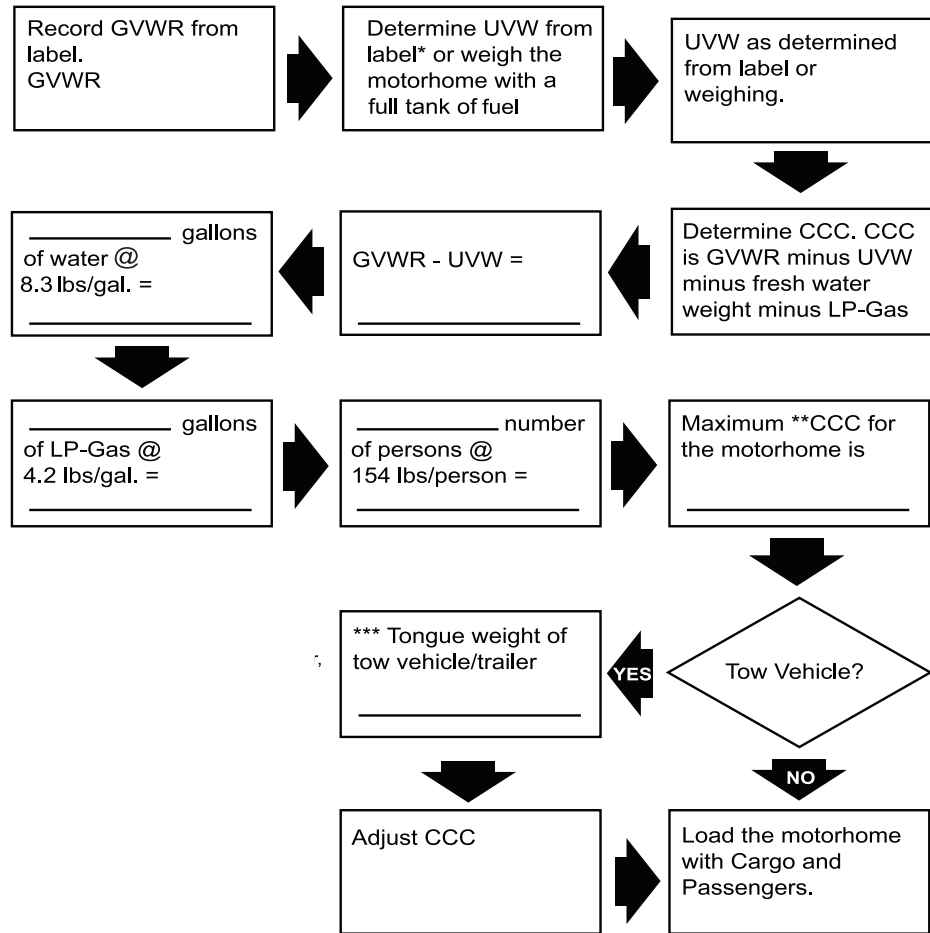 Record GVWR from
label.
GVWR
Determine UVW from
label* or weigh the
motorhome with a
full tank of fuel
UVW as determined
from label or
weighing.
Determine CCC. CCC
is GVWR minus UVW
minus fresh water
weight minus LP-Gas
GVWR - UVW =
gallons
of water @
8.3 lbs/gal. =
gallons
of LP-Gas @
4.2 lbs/gal. =
number
of persons @
154 lbs/person =
Maximum **CCC for
the motorhome is
Tow Vehicle?
YES
*** Tongue weight of
tow vehicle/trailer
NO
Adjust CCC
Load the motorhome
with Cargo and
Passengers.